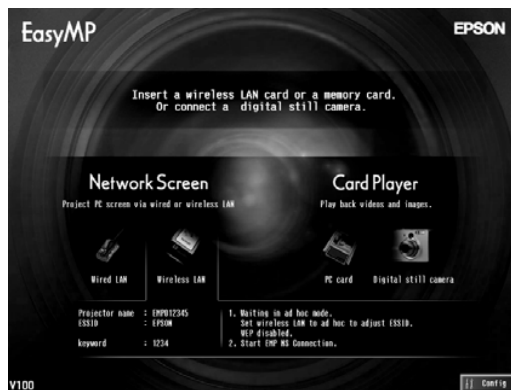 EasyMP
EPSON
Insert a wireless LAN card or a memory card.
Or connect a digital still camera.
Network Screen
Project PC screen via wired or wireless LAN
Wired LAN
Wireless LAN
Card Player
Play back videos and images.
PC card
Digital still camera
Projector name : EMP012345
ESSID : EPSON
keyword : 1234
1. Waiting in ad hoc mode.
Set wireless LAN to ad hoc to adjust ESSID.
WEP disabled.
2. Start EMP NS Connection.
V100
Config